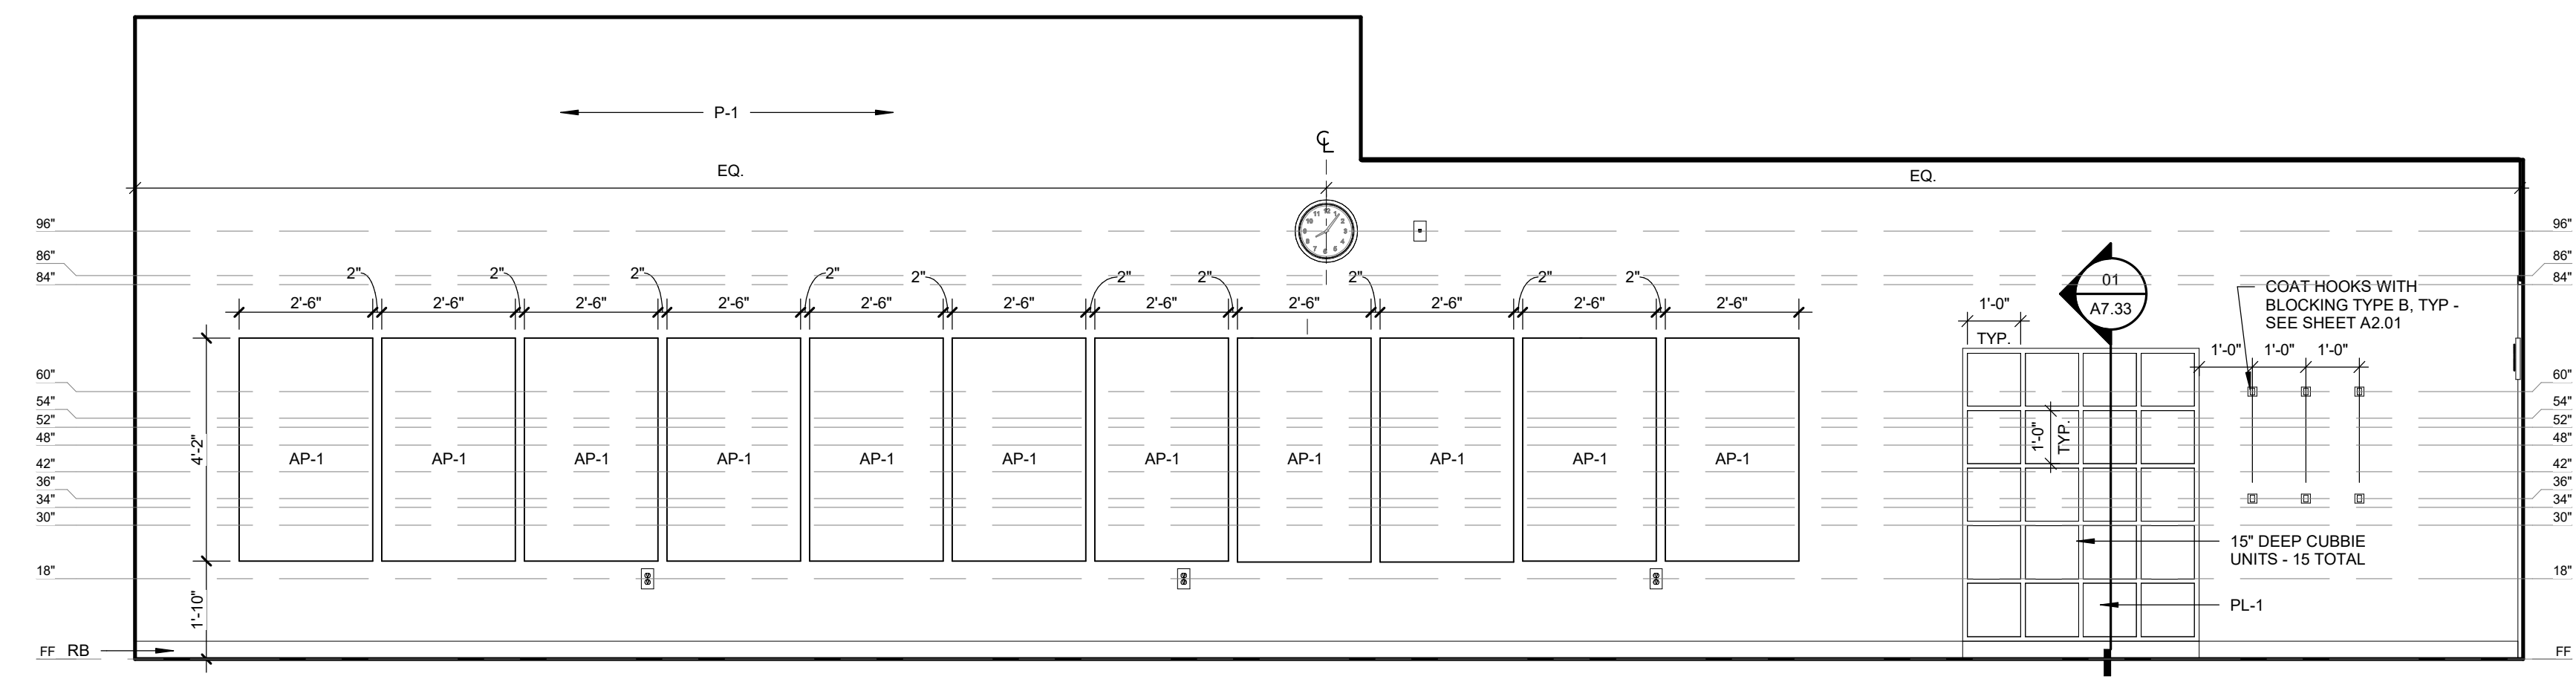 P-1
℄
EQ.
EQ.
96"
96"
86"
86"
84"
84"
2"
2"
2"
2"
2"
2"
2"
2"
2"
2"
2'-6"
2'-6"
2'-6"
2'-6"
2'-6"
2'-6"
2'-6"
2'-6"
2'-6"
2'-6"
2'-6"
01
A7.33
COAT HOOKS WITH
BLOCKING TYPE B, TYP -
SEE SHEET A2.01
1'-0"
TYP.
1'-0"
1'-0"
1'-0"
60"
60"
54"
54"
52"
52"
48"
48"
4'-2"
1'-0"
TYP.
AP-1
AP-1
AP-1
AP-1
AP-1
AP-1
AP-1
AP-1
AP-1
AP-1
AP-1
42"
42"
36"
36"
34"
34"
30"
30"
15" DEEP CUBBIE
UNITS - 15 TOTAL
18"
18"
1'-10"
PL-1
FF RB
FF